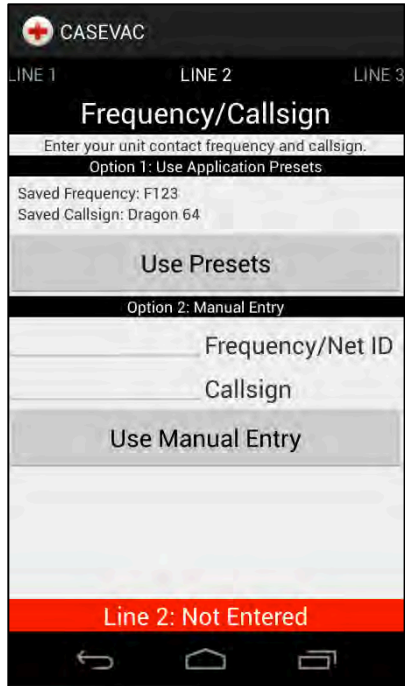 CASEVAC
LINE 1 LINE 2 LINE 3
Frequency/Callsign
Enter your unit contact frequency and callsign.
Option 1: Use Application Presets
Saved Frequency: F123
Saved Callsign: Dragon 64
Use Presets
Option 2: Manual Entry
Frequency/Net ID
Callsign
Use Manual Entry
Line 2: Not Entered